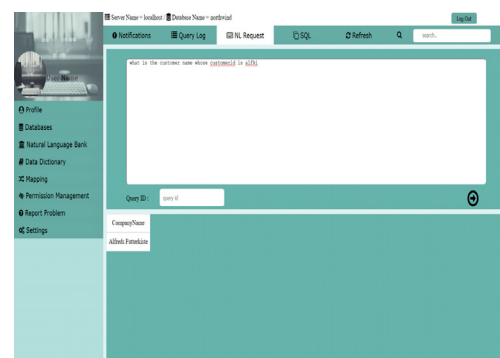 Server Name = localhost / Database Name = northwind
Log Out
Notifications
Query Log
NL Request
SQL
Refresh
search..
User Name
what is the customer name whose customerid is alfki
Profile
Databases
Natural Language Bank
Data Dictionary
Mapping
Permission Management
Report Problem
Settings
Query ID :
query id
CompanyName
Alfreds Futterkiste